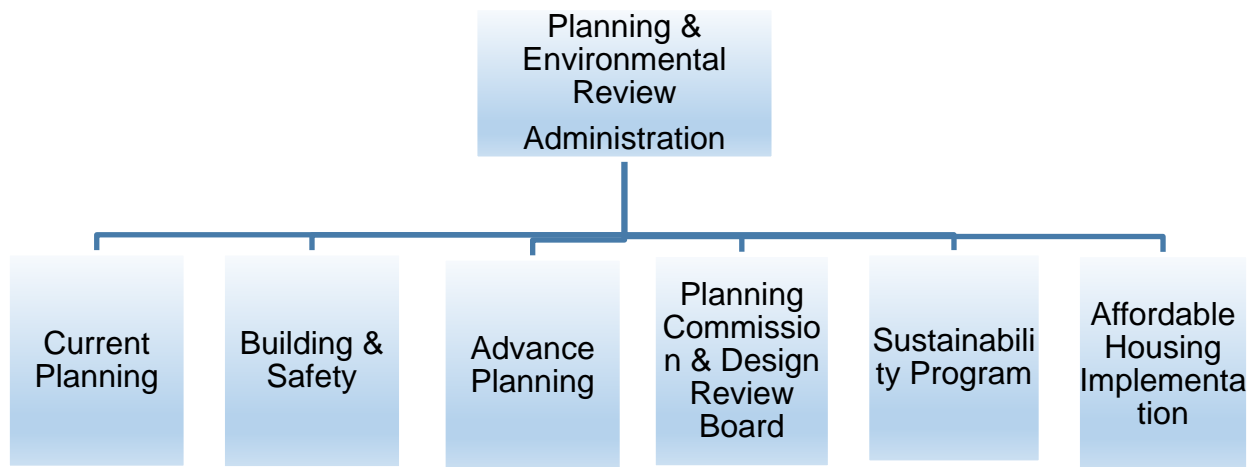 Planning &
Environmental
Review
Administration
Current
Planning
Building &
Safety
Advance
Planning
Planning
Commissio
n & Design
Review
Board
Sustainabili
ty Program
Affordable
Housing
Implementa
tion